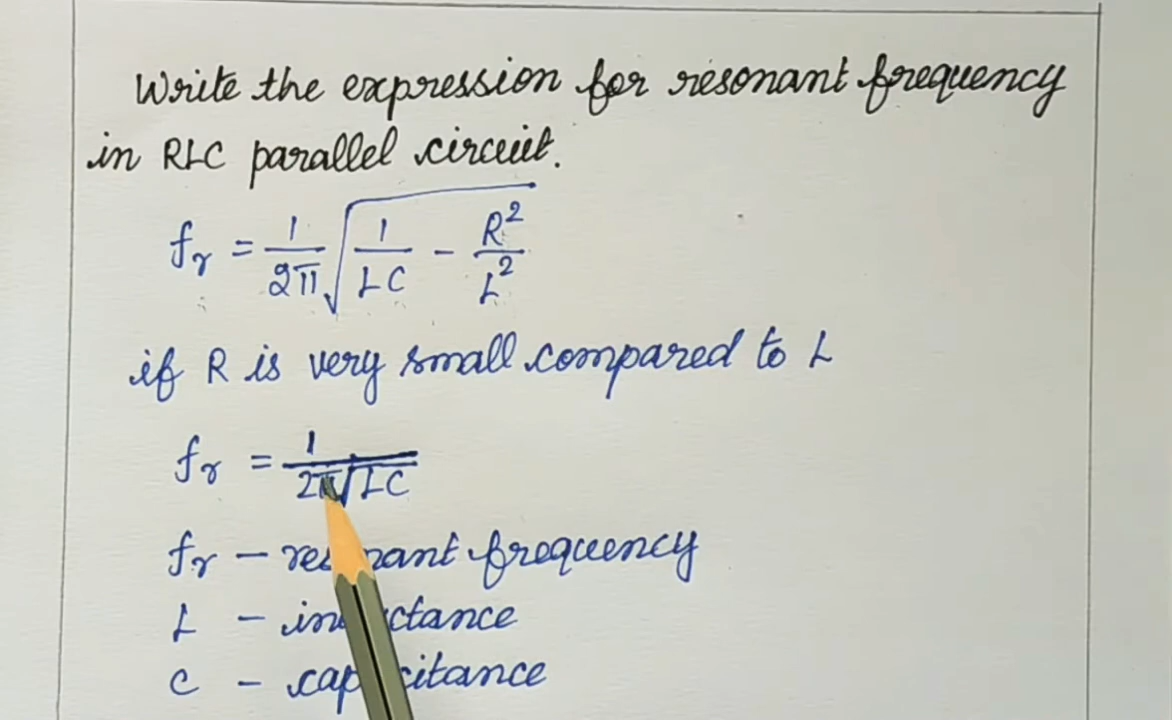 Write the expression for resonant frequency
in RLC parallel circuit.
fr = 1/2π √(1/LC - R²/L²)
if R is very small compared to L
fr = 1/2π√LC
fr – resonant frequency
L – inductance
C – capacitance